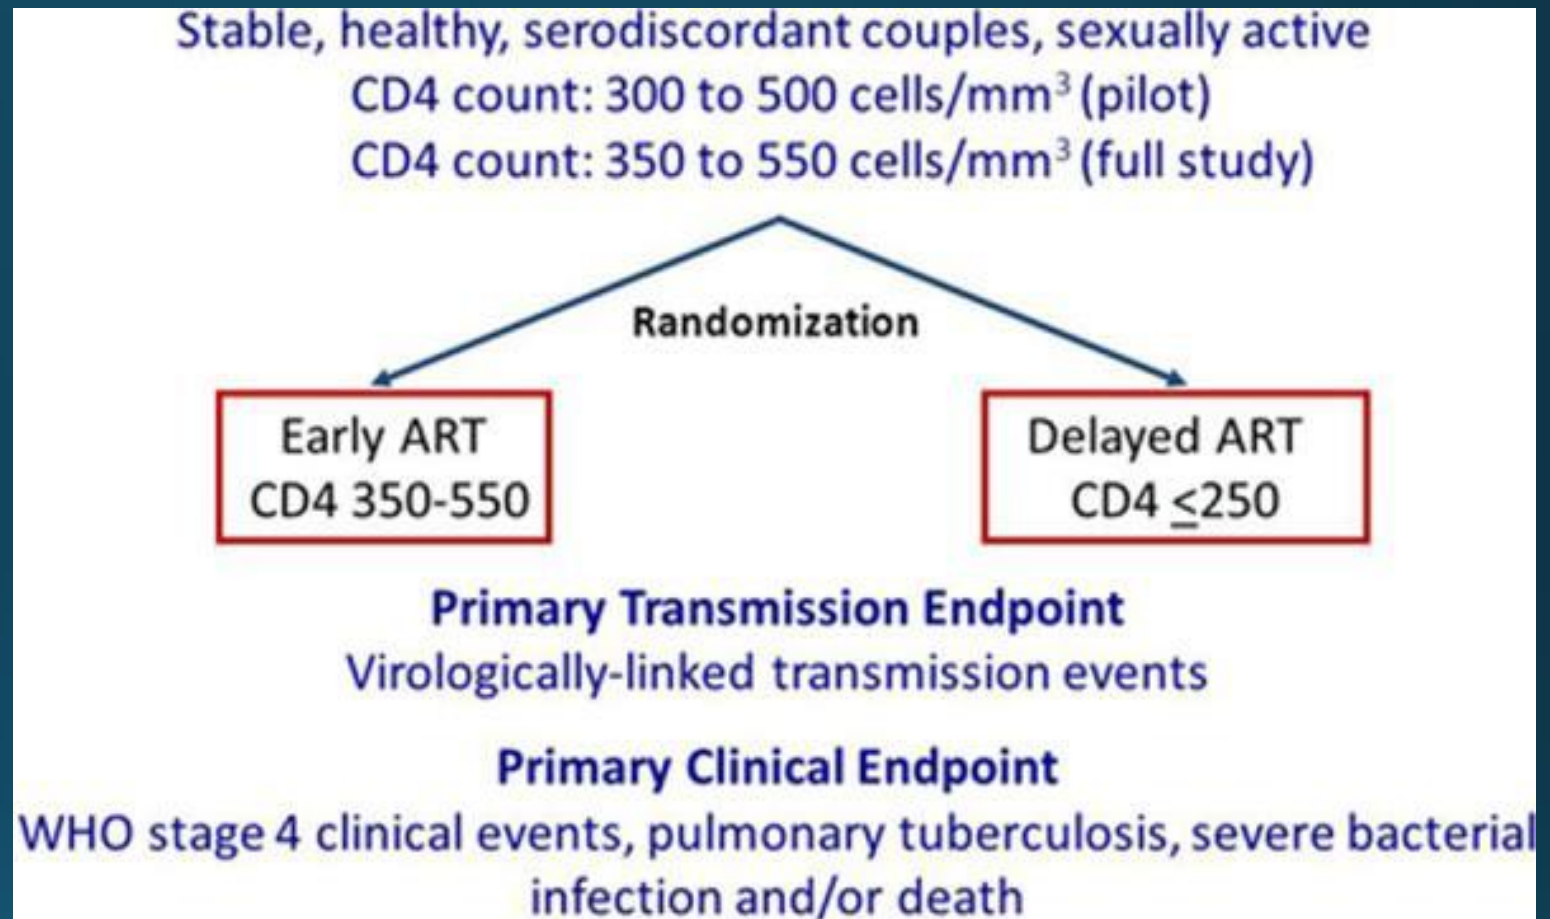 Stable, healthy, serodiscordant couples, sexually active
CD4 count: 300 to 500 cells/mm³ (pilot)
CD4 count: 350 to 550 cells/mm³ (full study)
Randomization
Early ART
CD4 350-550
Delayed ART
CD4 ≤250
Primary Transmission Endpoint
Virologically-linked transmission events
Primary Clinical Endpoint
WHO stage 4 clinical events, pulmonary tuberculosis, severe bacterial
infection and/or death